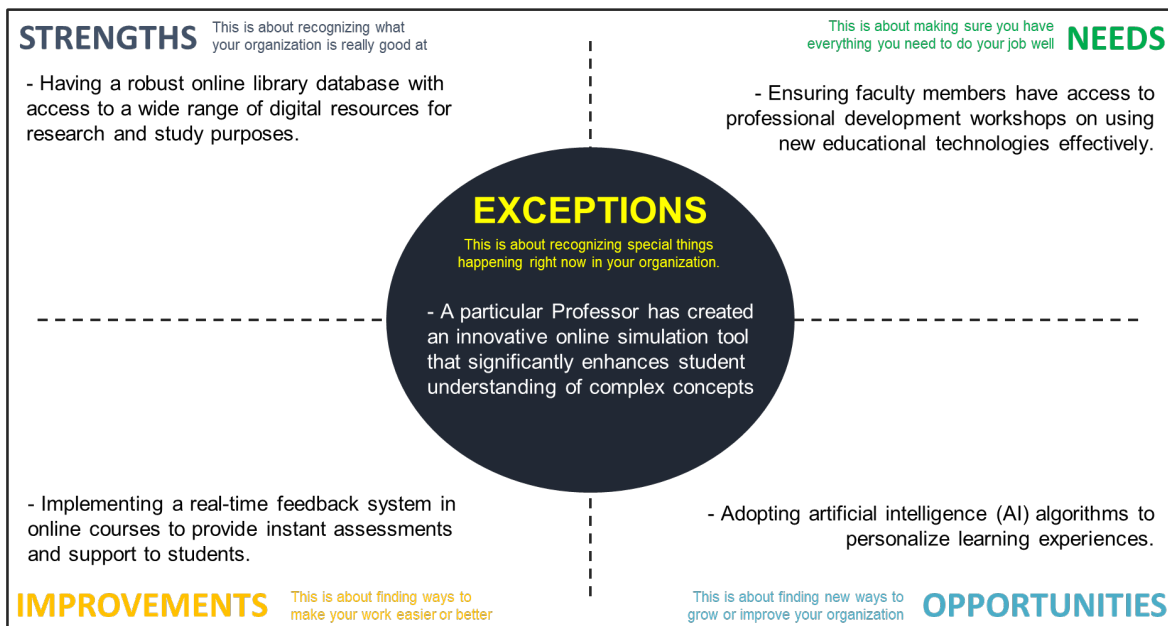 STRENGTHS
This is about recognizing what
your organization is really good at
- Having a robust online library database with
access to a wide range of digital resources for
research and study purposes.
This is about making sure you have
everything you need to do your job well
NEEDS
- Ensuring faculty members have access to
professional development workshops on using
new educational technologies effectively.
EXCEPTIONS
This is about recognizing special things
happening right now in your organization.
- A particular Professor has created
an innovative online simulation tool
that significantly enhances student
understanding of complex concepts
- Implementing a real-time feedback system in
online courses to provide instant assessments
and support to students.
IMPROVEMENTS
This is about finding ways to
make your work easier or better
- Adopting artificial intelligence (AI) algorithms to
personalize learning experiences.
This is about finding new ways to
grow or improve your organization
OPPORTUNITIES